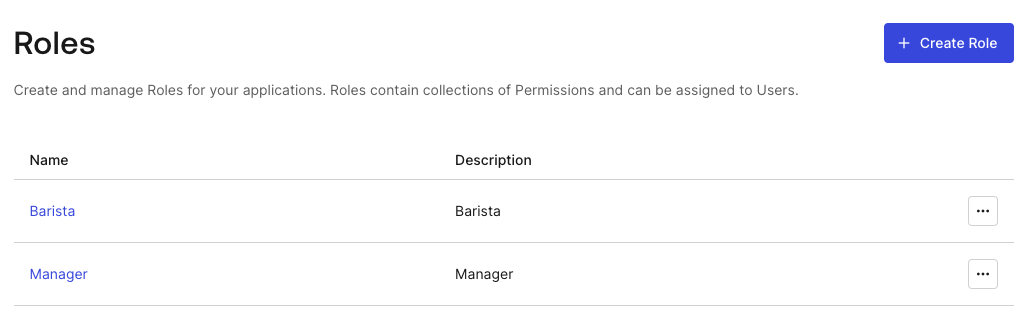 Roles
+ Create Role
Create and manage Roles for your applications. Roles contain collections of Permissions and can be assigned to Users.
Name Description
Barista Barista
Manager Manager